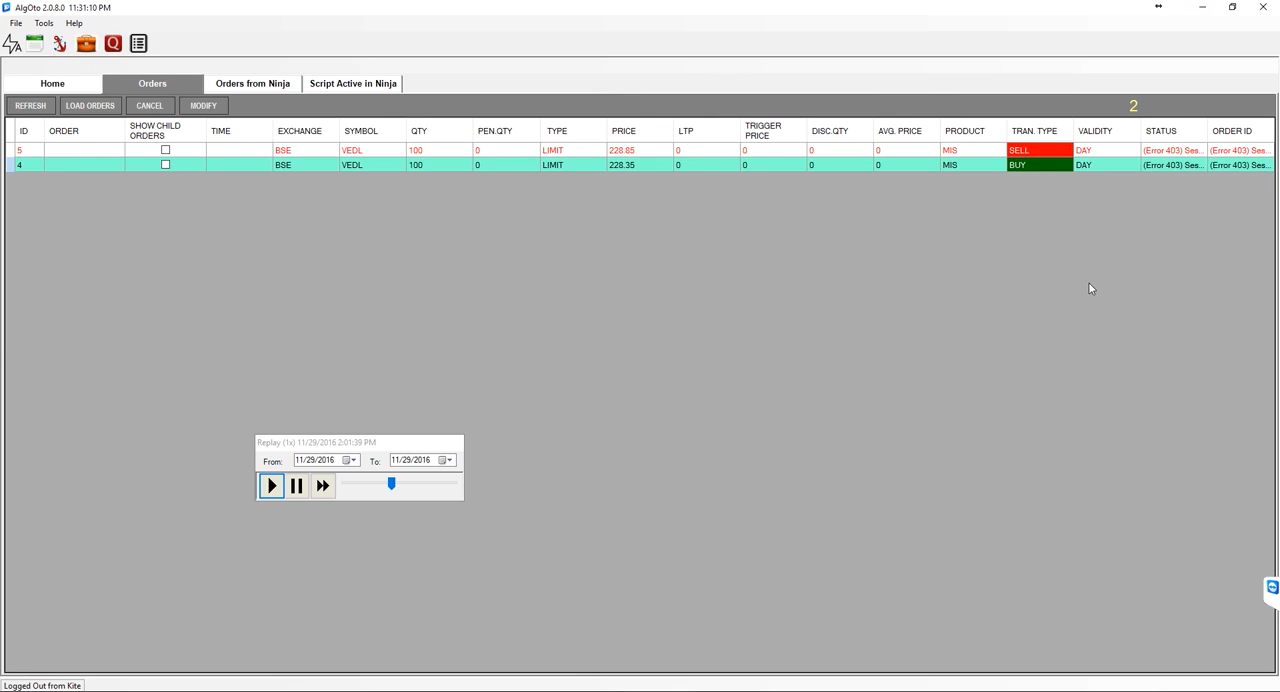 AlgOto 2.0.8.0 11:31:10 PM
File Tools Help
Home Orders Orders from Ninja Script Active in Ninja
REFRESH LOAD ORDERS CANCEL MODIFY 2
ID ORDER SHOW CHILD ORDERS TIME EXCHANGE SYMBOL QTY PEN.QTY TYPE PRICE LTP TRIGGER PRICE DISC.QTY AVG. PRICE PRODUCT TRAN. TYPE VALIDITY STATUS ORDER ID
5 BSE VEDL 100 0 LIMIT 228.85 0 0 0 0 MIS SELL DAY (Error 403) Ses... (Error 403) Ses...
4 BSE VEDL 100 0 LIMIT 228.35 0 0 0 0 MIS BUY DAY (Error 403) Ses... (Error 403) Ses...
Replay (1x) 11/29/2016 2:01:39 PM
From: 11/29/2016 To: 11/29/2016
Logged Out from Kite